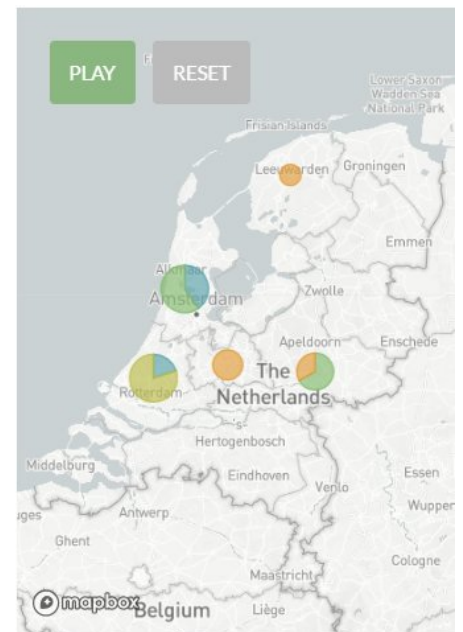 PLAY
RESET
Lower Saxon
Wadden Sea
National Park
Frisian Islands
Leeuwarden
Groningen
Emmen
Alkmaar
Amsterdam
Zwolle
Apeldoorn
Enschede
The
Netherlands
Rotterdam
's-
Hertogenbosch
Middelburg
Eindhoven
Essen
Venlo
Wupper
uges
Antwerp
Ghent
Cologne
Maastricht
mapbox
Belgium
Liège